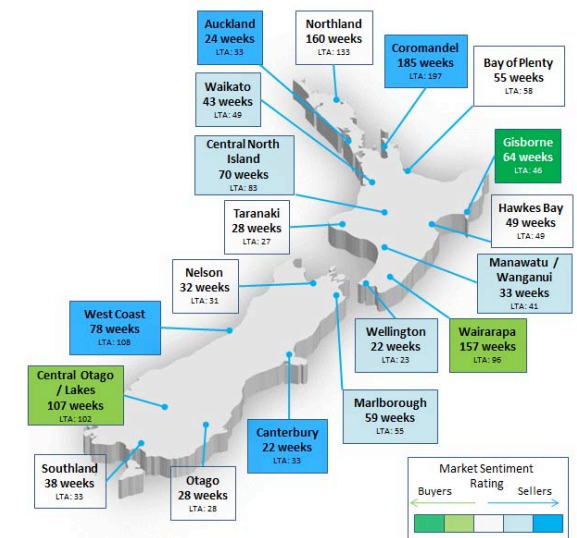 Auckland
24 weeks
LTA: 33
Northland
160 weeks
LTA: 133
Coromandel
185 weeks
LTA: 197
Bay of Plenty
55 weeks
LTA: 58
Waikato
43 weeks
LTA: 49
Central North
Island
70 weeks
LTA: 83
Gisborne
64 weeks
LTA: 46
Taranaki
28 weeks
LTA: 27
Hawkes Bay
49 weeks
LTA: 49
Nelson
32 weeks
LTA: 31
Manawatu /
Wanganui
33 weeks
LTA: 41
West Coast
78 weeks
LTA: 108
Wellington
22 weeks
LTA: 23
Wairarapa
157 weeks
LTA: 96
Central Otago
/ Lakes
107 weeks
LTA: 102
Marlborough
59 weeks
LTA: 55
Canterbury
22 weeks
LTA: 33
Southland
38 weeks
LTA: 33
Otago
28 weeks
LTA: 28
Market Sentiment
Rating
Buyers
Sellers